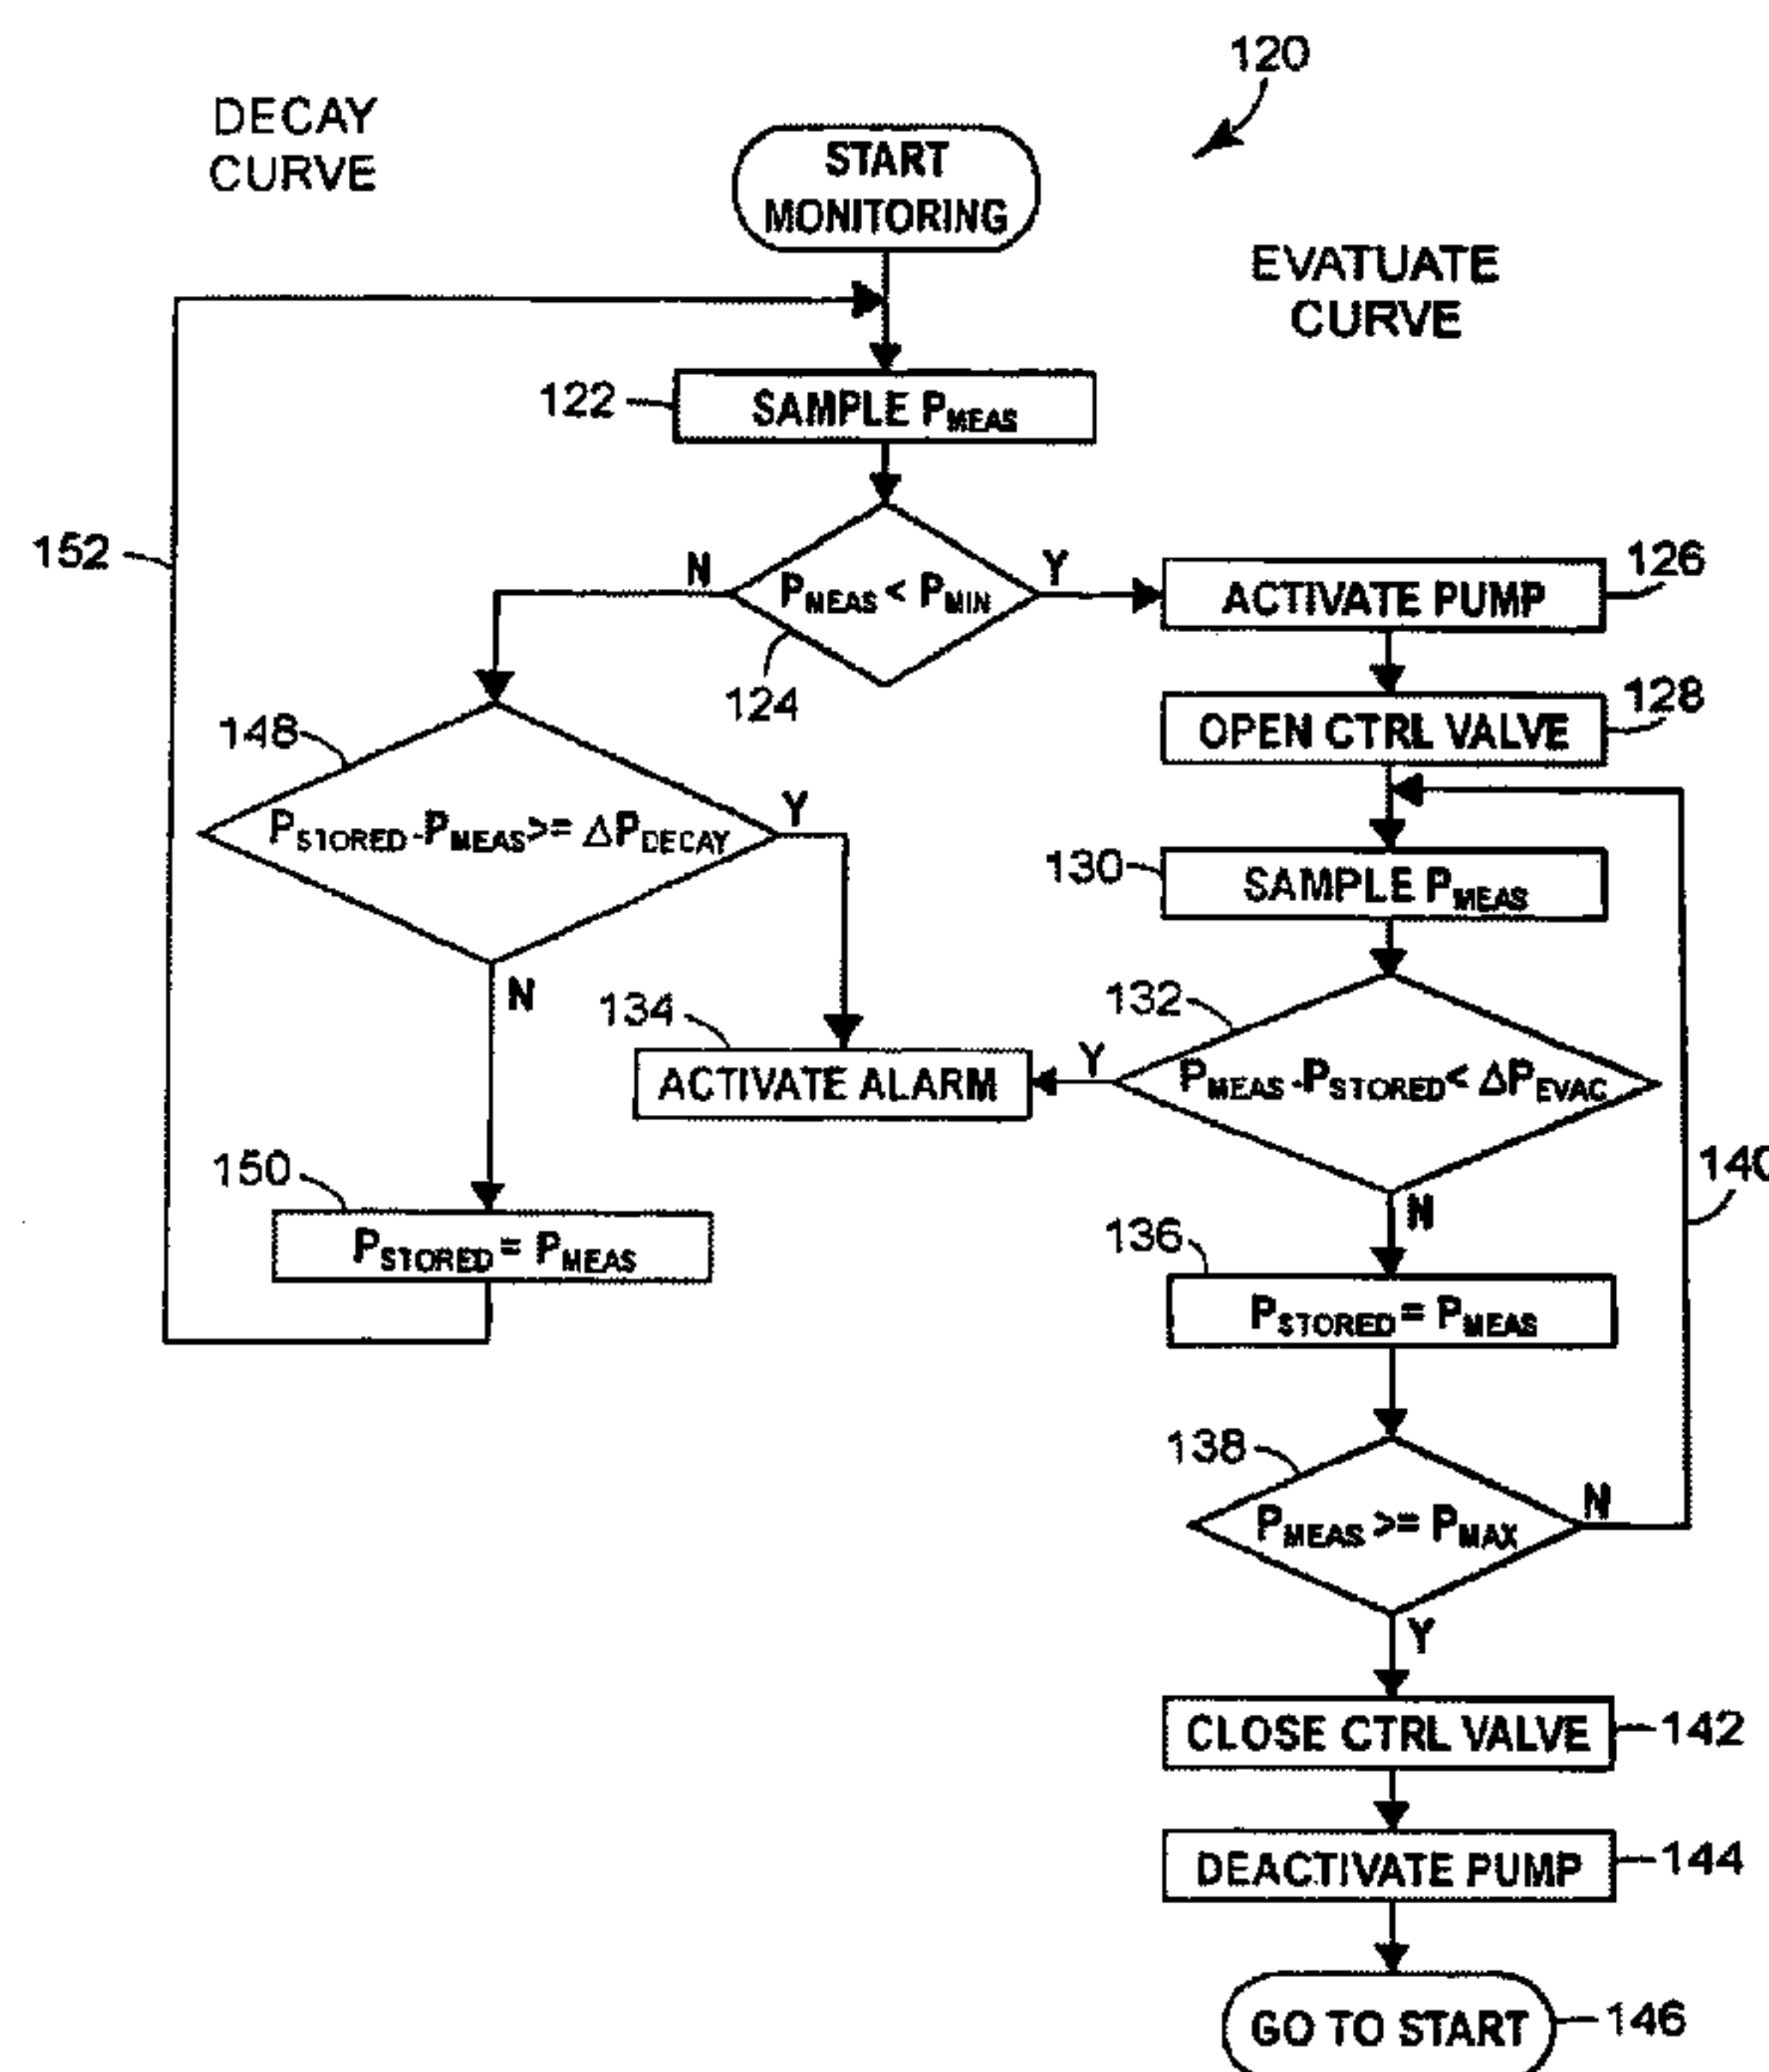 120
DECAY
CURVE
START
MONITORING
EVATUATE
CURVE
122
SAMPLE PMEAS
152
N
PMEAS < PMIN
Y
124
ACTIVATE PUMP
126
OPEN CTRL VALVE
128
148
PSTORED-PMEAS>= ΔPDECAY
Y
N
130
SAMPLE PMEAS
134
ACTIVATE ALARM
132
Y
PMEAS-PSTORED< ΔPEVAC
N
140
150
PSTORED = PMEAS
136
PSTORED = PMEAS
138
PMEAS >= PMAX
N
Y
CLOSE CTRL VALVE
142
DEACTIVATE PUMP
144
GO TO START
146